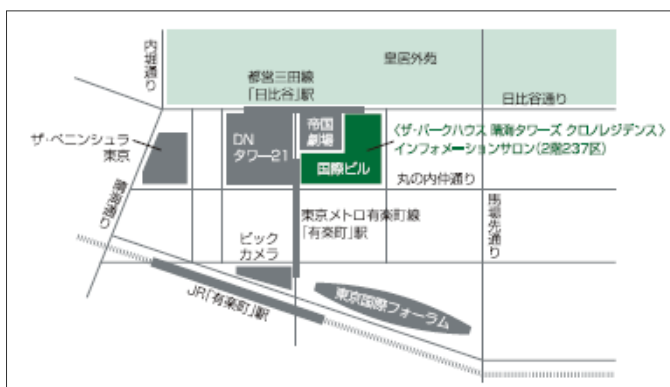 内堀通り
皇居外苑
都営三田線
「日比谷」駅
日比谷通り
ザ・ペニンシュラ
東京
DN
タワー21
帝国
劇場
国際ビル
〈ザ・パークハウス 晴海タワーズ クロノレジデンス〉
インフォメーションサロン(2階237区)
丸の内仲通り
晴海通り
ビック
カメラ
東京メトロ有楽町線
「有楽町」駅
馬場先通り
JR「有楽町」駅
東京国際フォーラム